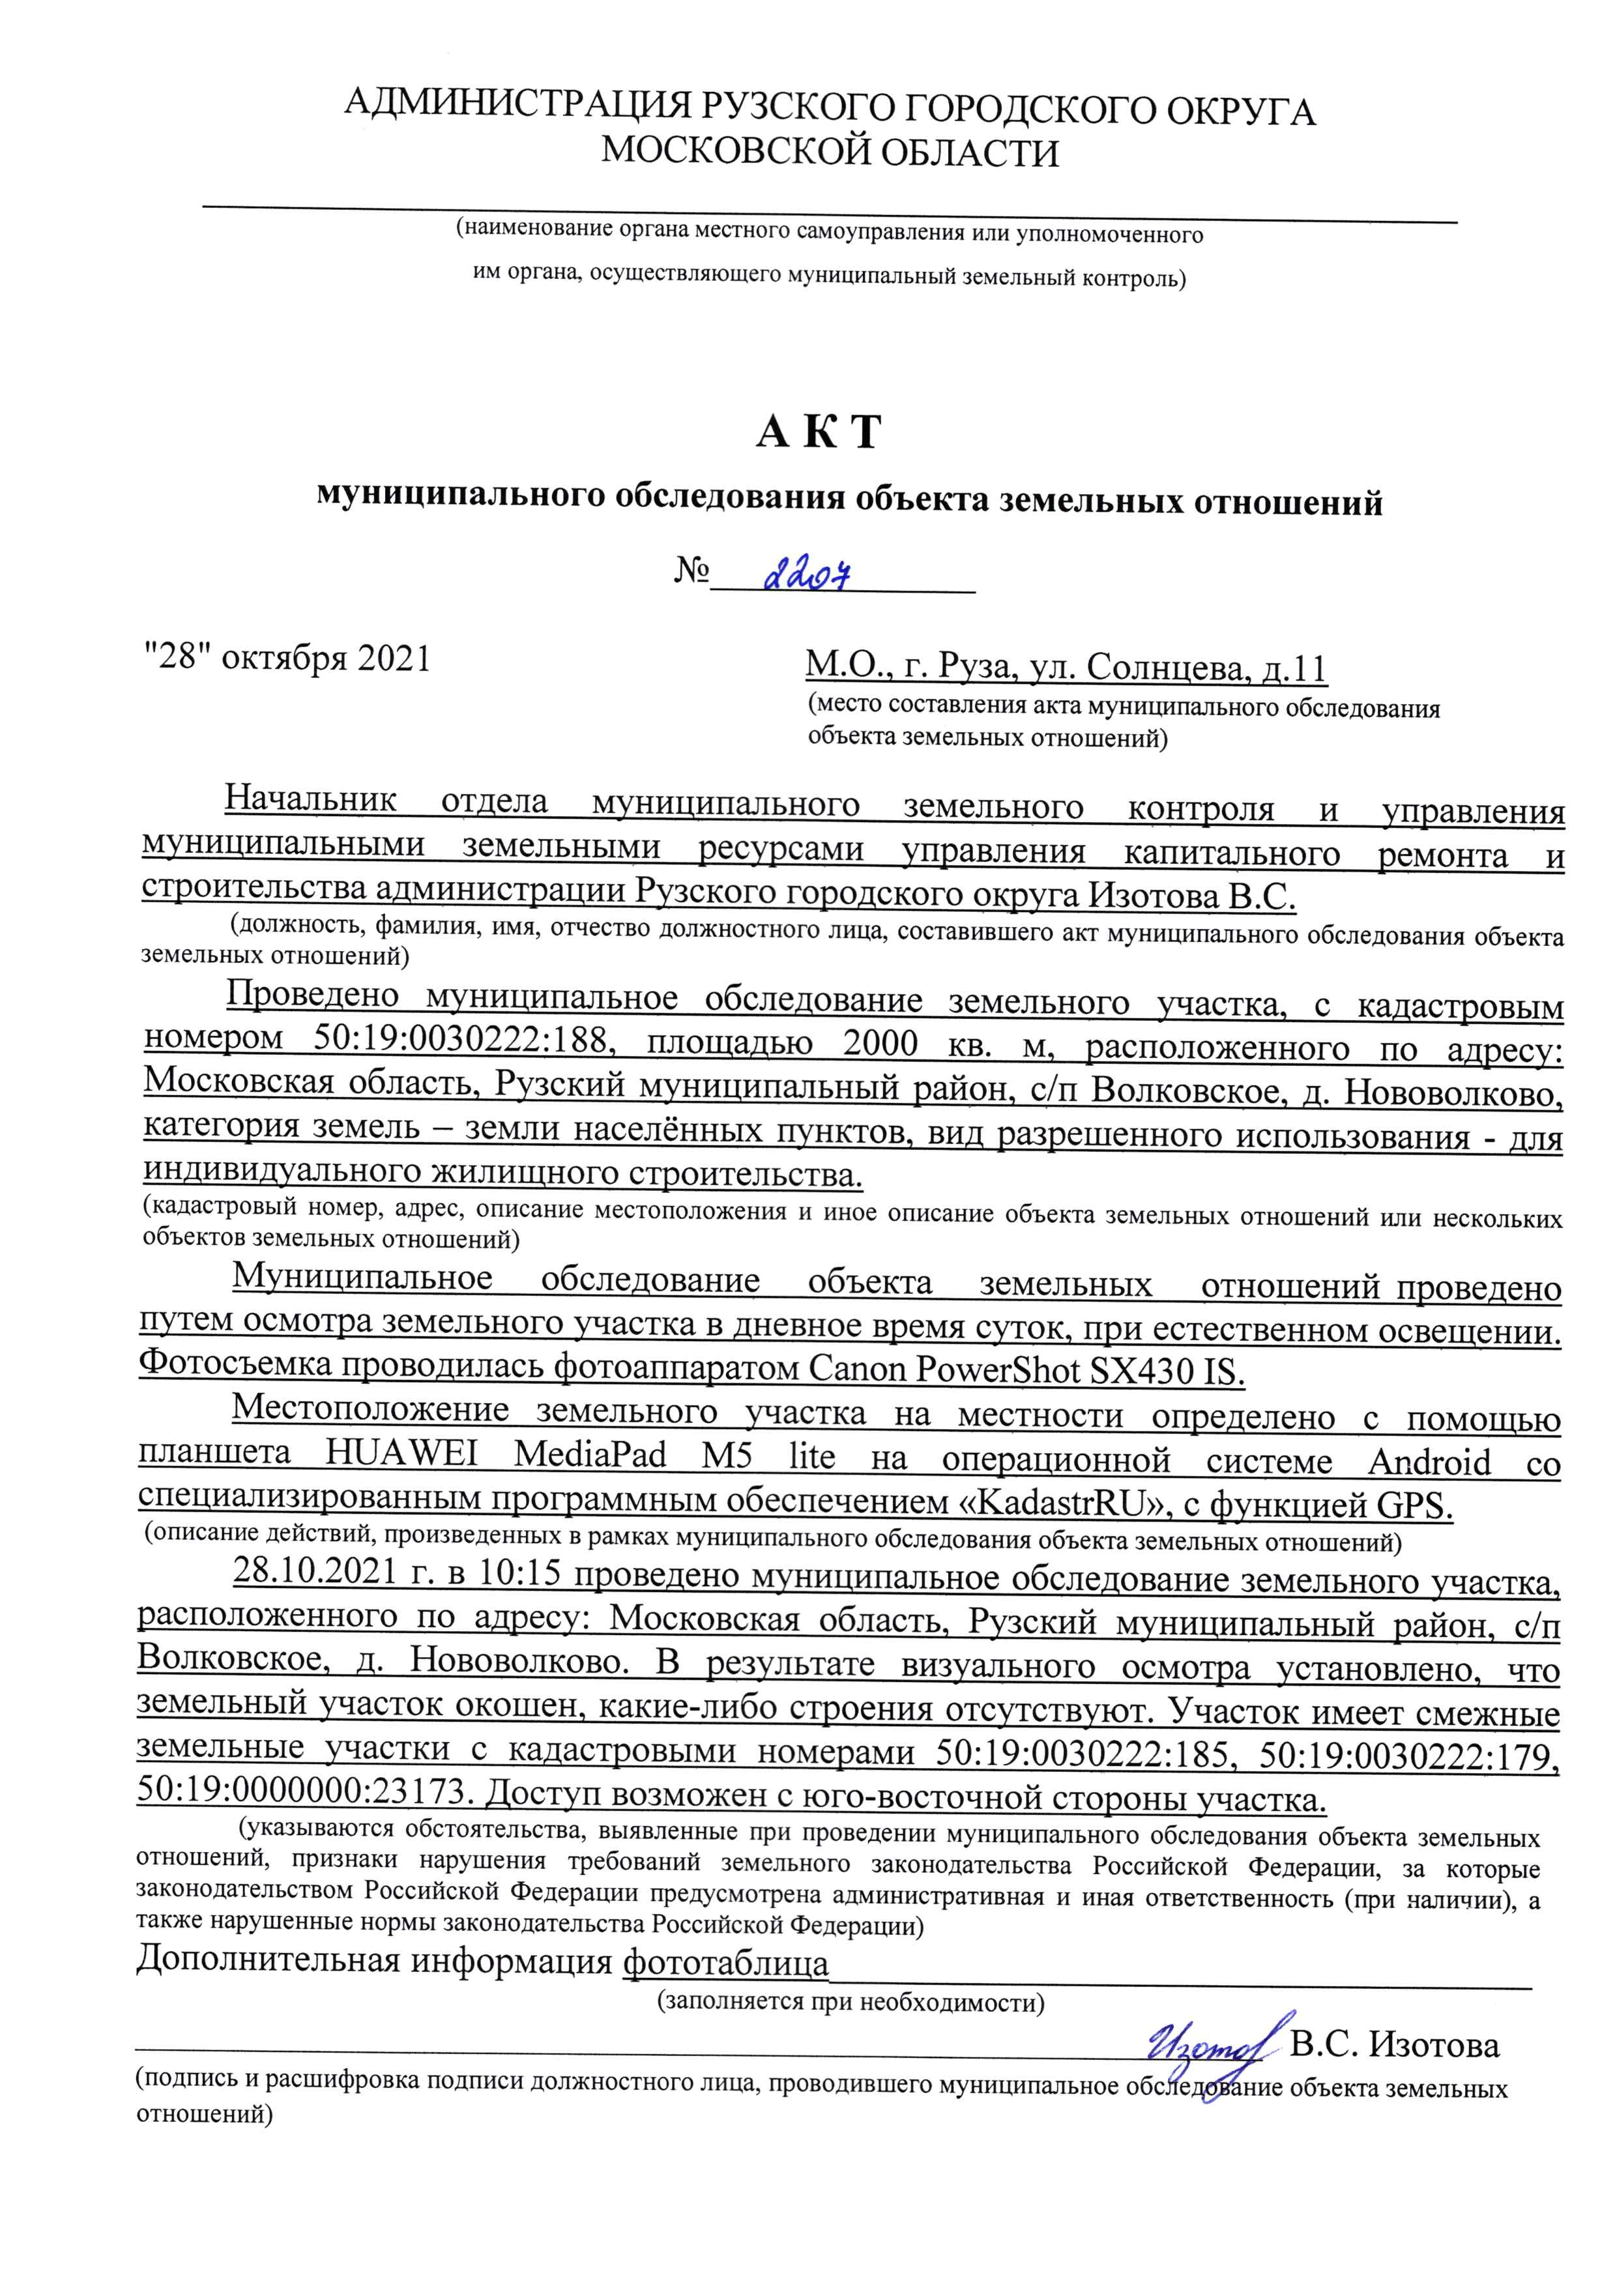 АДМИНИСТРАЦИЯ РУЗСКОГО ГОРОДСКОГО ОКРУГА
МОСКОВСКОЙ ОБЛАСТИ
(наименование органа местного самоуправления или уполномоченного
им органа, осуществляющего муниципальный земельный контроль)
А К Т
муниципального обследования объекта земельных отношений
№ 2207
"28" октября 2021
М.О., г. Руза, ул. Солнцева, д.11
(место составления акта муниципального обследования
объекта земельных отношений)
Начальник отдела муниципального земельного контроля и управления
муниципальными земельными ресурсами управления капитального ремонта и
строительства администрации Рузского городского округа Изотова В.С.
(должность, фамилия, имя, отчество должностного лица, составившего акт муниципального обследования объекта
земельных отношений)
Проведено муниципальное обследование земельного участка, с кадастровым
номером 50:19:0030222:188, площадью 2000 кв. м, расположенного по адресу:
Московская область, Рузский муниципальный район, с/п Волковское, д. Нововолково,
категория земель – земли населённых пунктов, вид разрешенного использования - для
индивидуального жилищного строительства.
(кадастровый номер, адрес, описание местоположения и иное описание объекта земельных отношений или нескольких
объектов земельных отношений)
Муниципальное обследование объекта земельных отношений проведено
путем осмотра земельного участка в дневное время суток, при естественном освещении.
Фотосъемка проводилась фотоаппаратом Canon PowerShot SX430 IS.
Местоположение земельного участка на местности определено с помощью
планшета HUAWEI MediaPad M5 lite на операционной системе Android со
специализированным программным обеспечением «KadastrRU», с функцией GPS.
(описание действий, произведенных в рамках муниципального обследования объекта земельных отношений)
28.10.2021 г. в 10:15 проведено муниципальное обследование земельного участка,
расположенного по адресу: Московская область, Рузский муниципальный район, с/п
Волковское, д. Нововолково. В результате визуального осмотра установлено, что
земельный участок окошен, какие-либо строения отсутствуют. Участок имеет смежные
земельные участки с кадастровыми номерами 50:19:0030222:185, 50:19:0030222:179,
50:19:0000000:23173. Доступ возможен с юго-восточной стороны участка.
(указываются обстоятельства, выявленные при проведении муниципального обследования объекта земельных
отношений, признаки нарушения требований земельного законодательства Российской Федерации, за которые
законодательством Российской Федерации предусмотрена административная и иная ответственность (при наличии), а
также нарушенные нормы законодательства Российской Федерации)
Дополнительная информация фототаблица
(заполняется при необходимости)
Изотов В.С. Изотова
(подпись и расшифровка подписи должностного лица, проводившего муниципальное обследование объекта земельных
отношений)